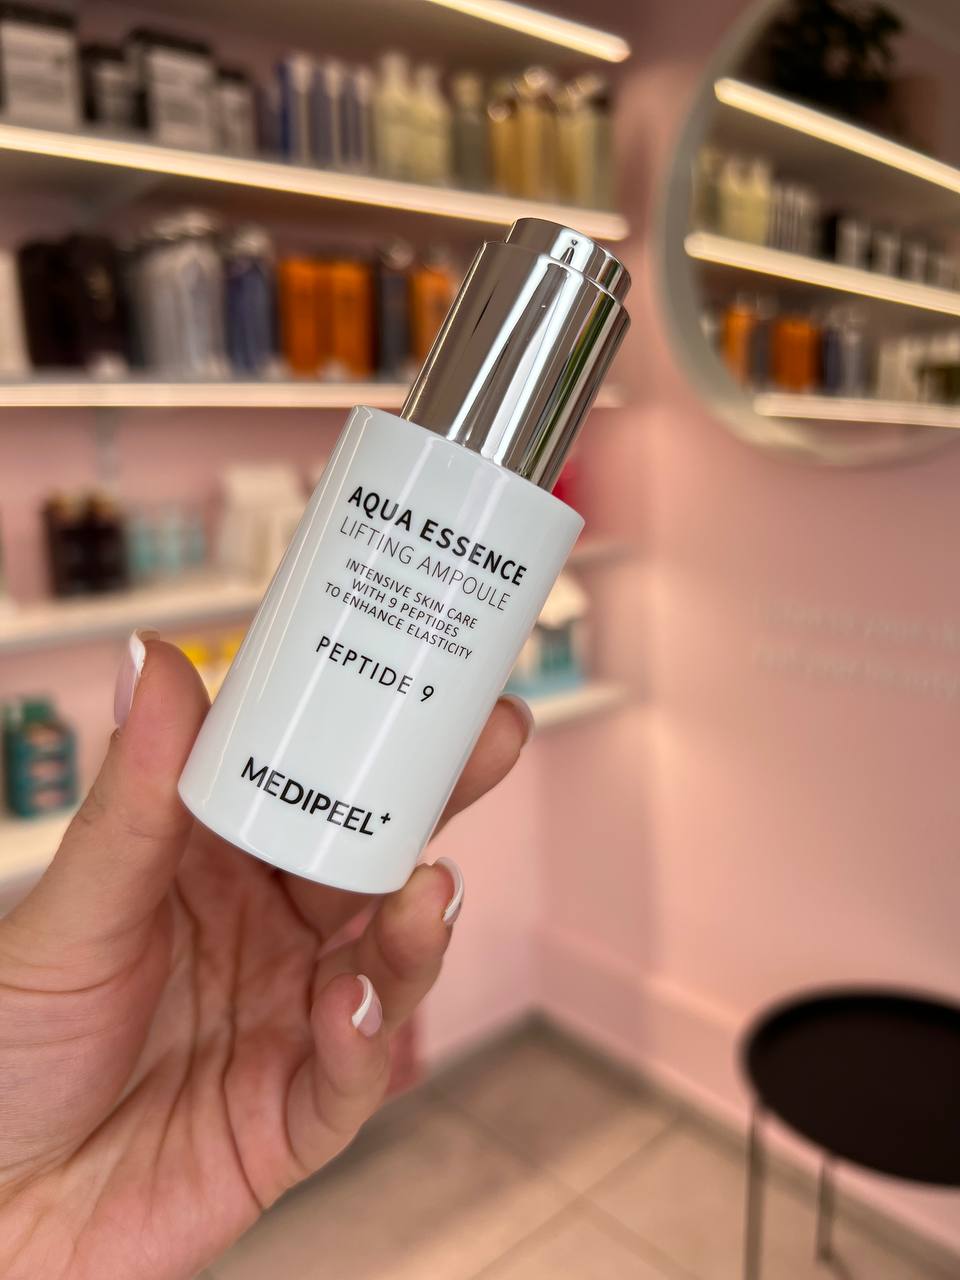 AQUA ESSENCE
LIFTING AMPOULE
INTENSIVE SKIN CARE
WITH 9 PEPTIDES
TO ENHANCE ELASTICITY
PEPTIDE 9
MEDIPEEL+